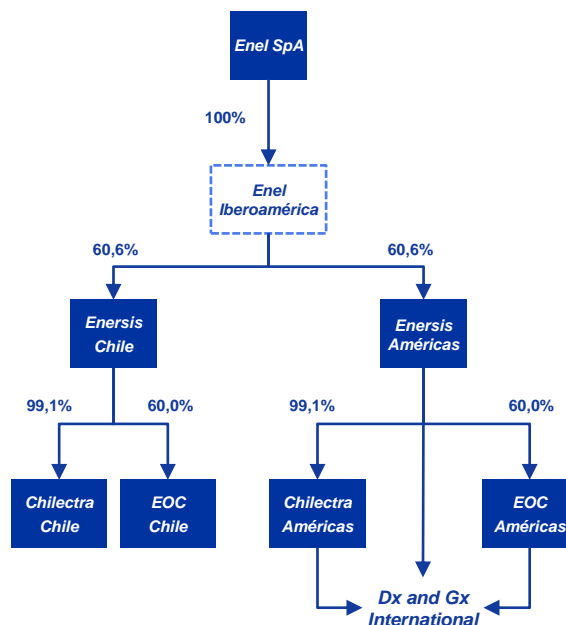 Enel SpA
100%
Enel
Iberoamérica
60,6%
60,6%
Enersis
Chile
Enersis
Américas
99,1%
60,0%
99,1%
60,0%
Chilectra
Chile
EOC
Chile
Chilectra
Américas
EOC
Américas
Dx and Gx
International